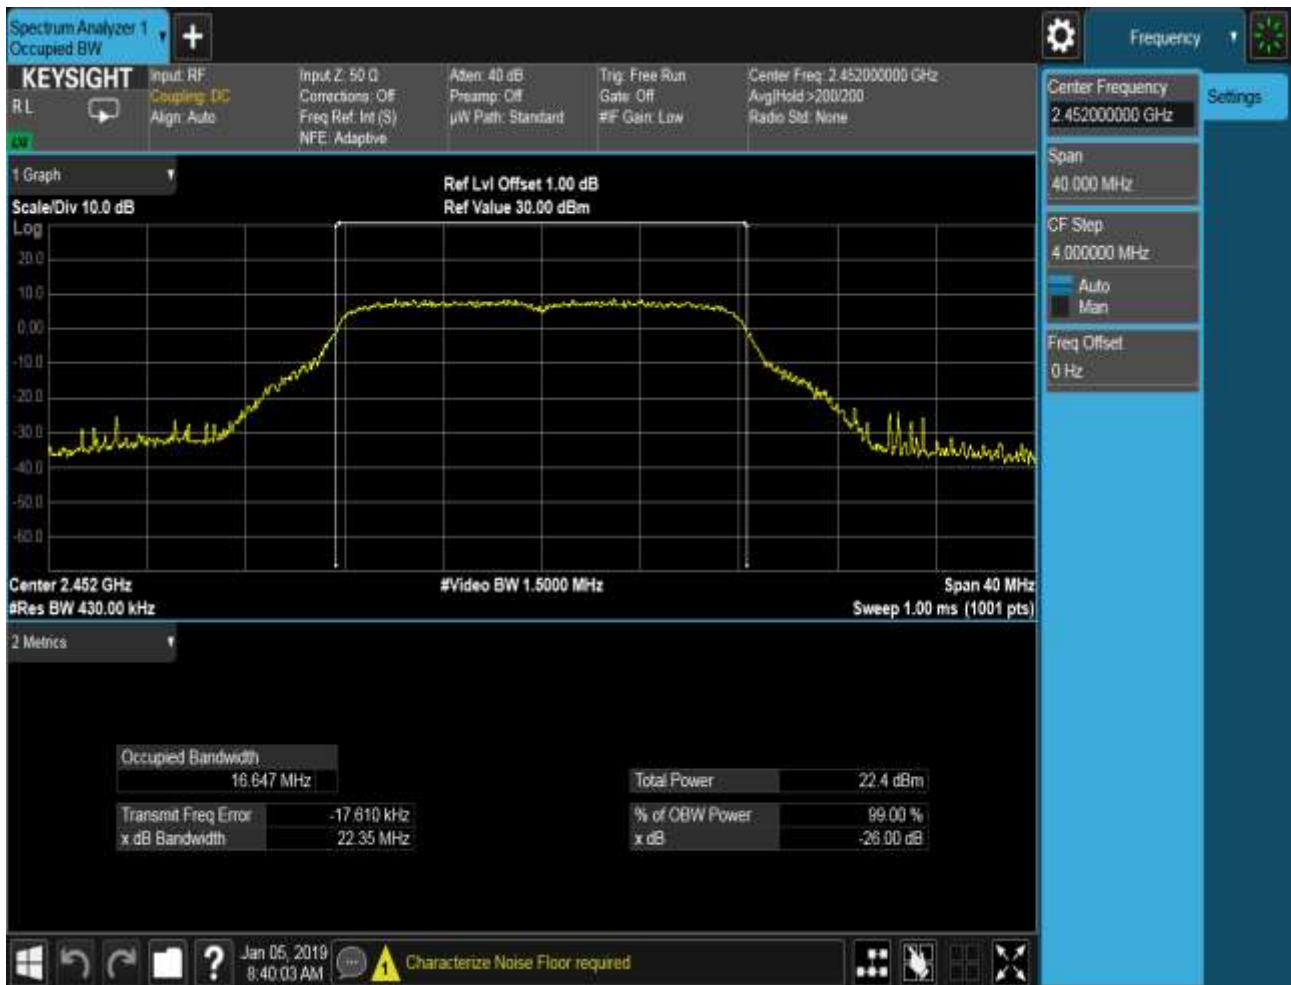 Spectrum Analyzer 1
Occupied BW
Frequency
KEYSIGHT
R L
Input: RF
Coupling: DC
Align: Auto
Input Z: 50 Ω
Corrections: Off
Freq Ref: Int (S)
NFE: Adaptive
Atten: 40 dB
Preamp: Off
µW Path: Standard
Trig: Free Run
Gate: Off
#IF Gain: Low
Center Freq: 2.452000000 GHz
Avg|Hold >200/200
Radio Std: None
Center Frequency
2.452000000 GHz
Settings
Span
40.000 MHz
CF Step
4.000000 MHz
Auto
Man
Freq Offset
0 Hz
1 Graph
Scale/Div 10.0 dB
Ref Lvl Offset 1.00 dB
Ref Value 30.00 dBm
Log
20.0
10.0
0.00
-10.0
-20.0
-30.0
-40.0
-50.0
-60.0
Center 2.452 GHz
#Video BW 1.5000 MHz
Span 40 MHz
#Res BW 430.00 kHz
Sweep 1.00 ms (1001 pts)
2 Metrics
Occupied Bandwidth
16.647 MHz
Transmit Freq Error -17.610 kHz
x dB Bandwidth 22.35 MHz
Total Power 22.4 dBm
% of OBW Power 99.00 %
x dB -26.00 dB
Jan 05, 2019
8:40:03 AM
1
Characterize Noise Floor required